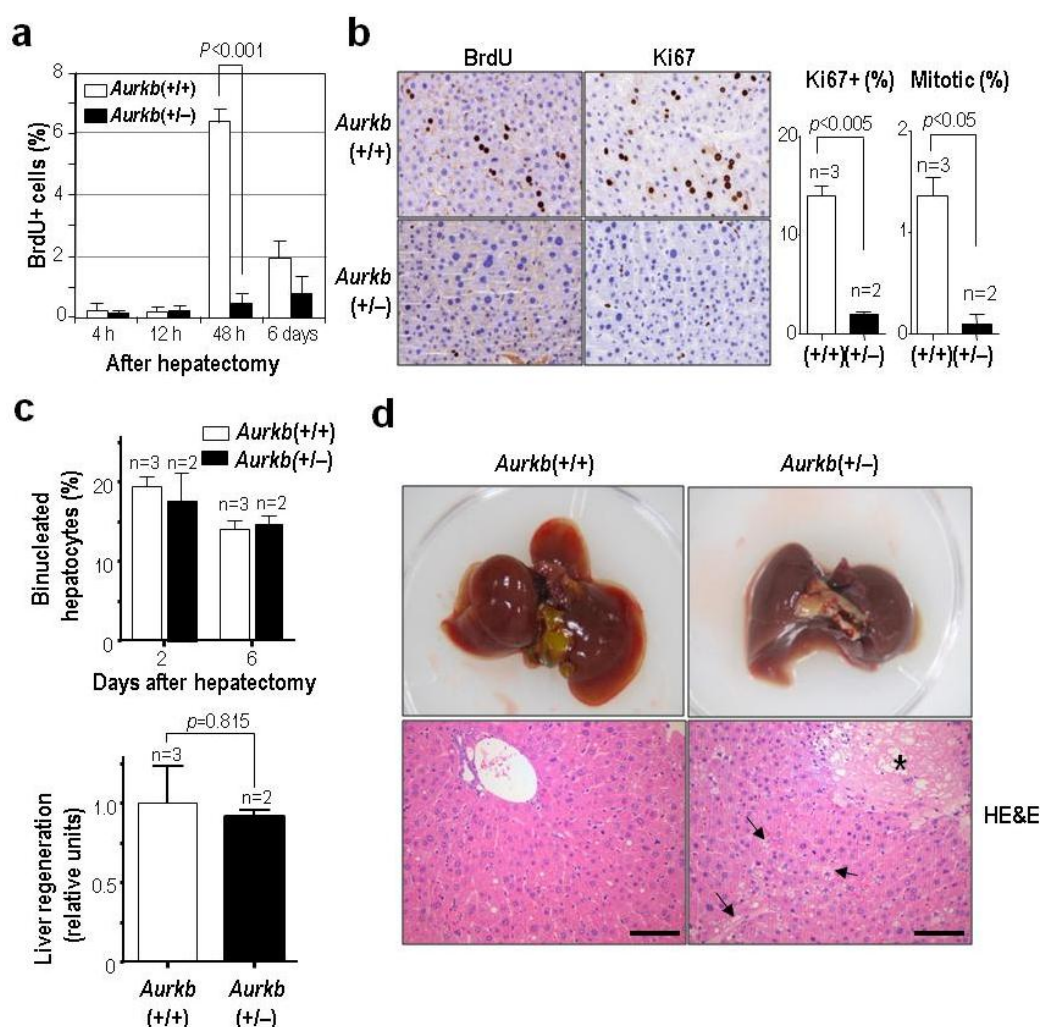 a
P<0.001
8
6
4
2
0
BrdU+ cells (%)
Aurkb(+/+)
Aurkb(+/–)
4 h 12 h 48 h 6 days
After hepatectomy
b
BrdU Ki67
Aurkb
(+/+)
Aurkb
(+/–)
Ki67+ (%)
p<0.005
20
10
0
n=3
n=2
(+/+)(+/–)
Mitotic (%)
p<0.05
2
1
0
n=3
n=2
(+/+)(+/–)
c
Aurkb(+/+)
Aurkb(+/–)
n=3 n=2
n=3 n=2
20
10
0
Binucleated
hepatocytes (%)
2 6
Days after hepatectomy
p=0.815
n=3
n=2
1.0
0.5
0
Liver regeneration
(relative units)
Aurkb
(+/+)
Aurkb
(+/–)
d
Aurkb(+/+) Aurkb(+/–)
*
HE&E